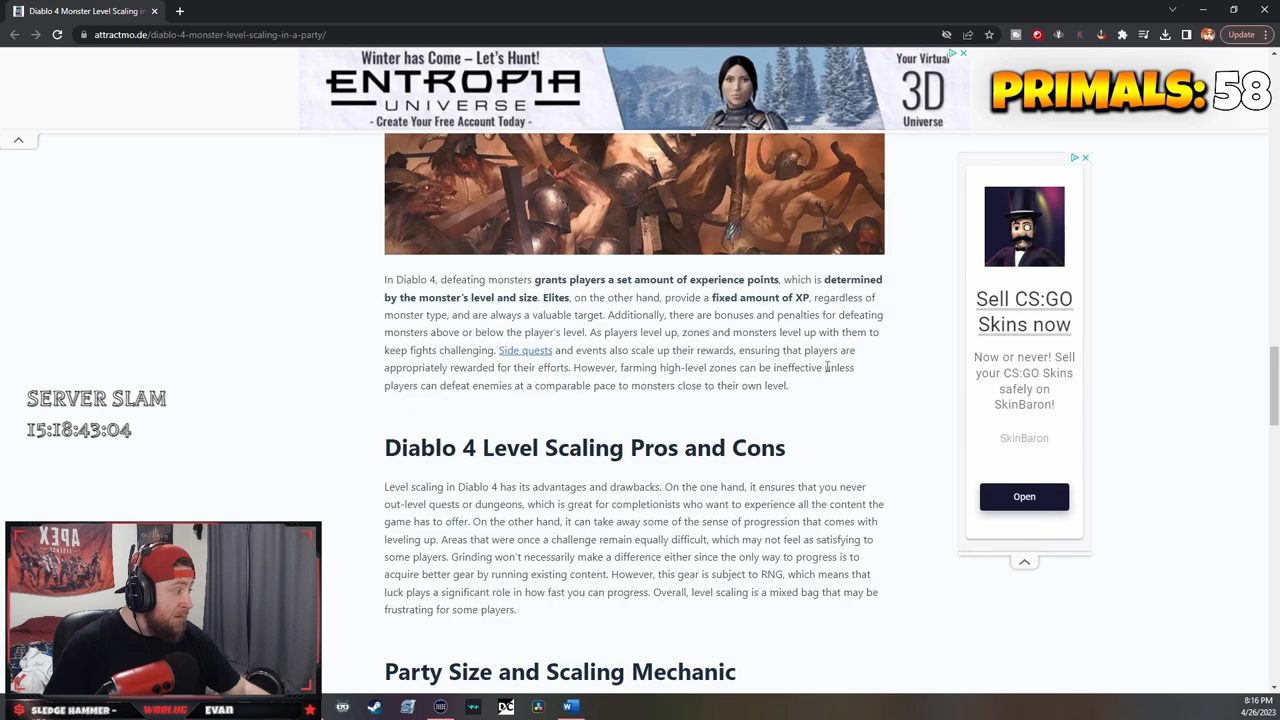 Diablo 4 Monster Level Scaling in
attractmo.de/diablo-4-monster-level-scaling-in-a-party/
Update
Winter has Come – Let's Hunt!
ENTROPIA
UNIVERSE
- Create Your Free Account Today -
Your Virtual
3D
Universe
PRIMALS: 58
In Diablo 4, defeating monsters grants players a set amount of experience points, which is determined
by the monster's level and size. Elites, on the other hand, provide a fixed amount of XP, regardless of
monster type, and are always a valuable target. Additionally, there are bonuses and penalties for defeating
monsters above or below the player's level. As players level up, zones and monsters level up with them to
keep fights challenging. Side quests and events also scale up their rewards, ensuring that players are
appropriately rewarded for their efforts. However, farming high-level zones can be ineffective unless
players can defeat enemies at a comparable pace to monsters close to their own level.
Sell CS:GO
Skins now
Now or never! Sell
your CS:GO Skins
safely on
SkinBaron!
SkinBaron
Open
SERVER SLAM
15:18:43:04
Diablo 4 Level Scaling Pros and Cons
Level scaling in Diablo 4 has its advantages and drawbacks. On the one hand, it ensures that you never
out-level quests or dungeons, which is great for completionists who want to experience all the content the
game has to offer. On the other hand, it can take away some of the sense of progression that comes with
leveling up. Areas that were once a challenge remain equally difficult, which may not feel as satisfying to
some players. Grinding won't necessarily make a difference either since the only way to progress is to
acquire better gear by running existing content. However, this gear is subject to RNG, which means that
luck plays a significant role in how fast you can progress. Overall, level scaling is a mixed bag that may be
frustrating for some players.
Party Size and Scaling Mechanic
APEX
SLEDGE HAMMER - WARLUC EVAN
DC
8:16 PM
4/26/2023